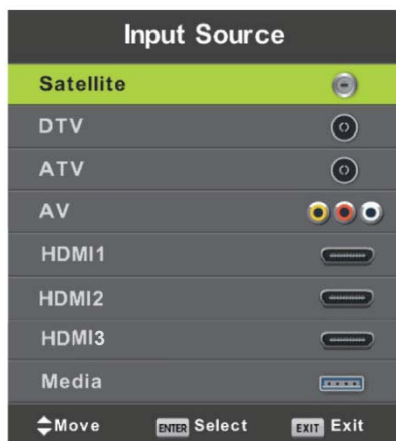 Input Source
Satellite
DTV
ATV
AV
HDMI1
HDMI2
HDMI3
Media
Move ENTER Select EXIT Exit